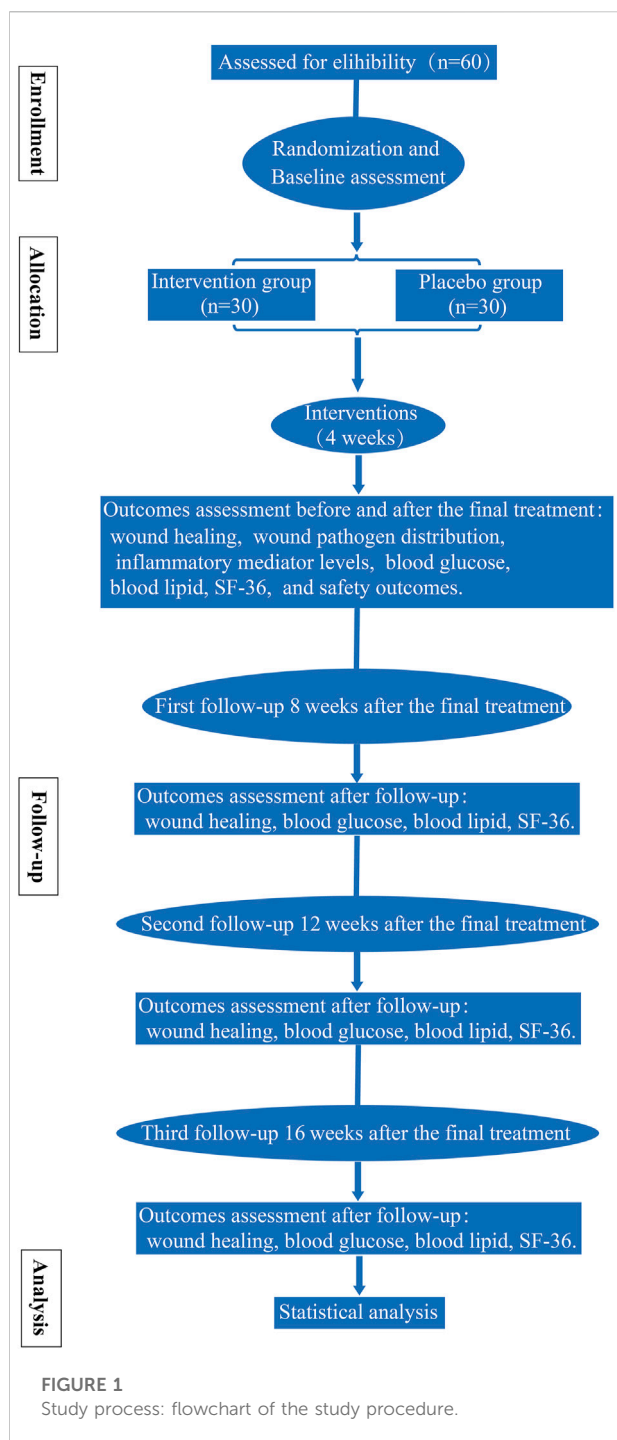 Enrollment
Assessed for elihibility（n=60）
Randomization and
Baseline assessment
Allocation
Intervention group
(n=30)
Placebo group
(n=30)
Interventions
（4 weeks）
Outcomes assessment before and after the final treatment：
wound healing, wound pathogen distribution,
inflammatory mediator levels, blood glucose,
blood lipid, SF-36, and safety outcomes.
First follow-up 8 weeks after the final treatment
Follow-up
Outcomes assessment after follow-up：
wound healing, blood glucose, blood lipid, SF-36.
Second follow-up 12 weeks after the final treatment
Outcomes assessment after follow-up：
wound healing, blood glucose, blood lipid, SF-36.
Third follow-up 16 weeks after the final treatment
Outcomes assessment after follow-up：
wound healing, blood glucose, blood lipid, SF-36.
Analysis
Statistical analysis
FIGURE 1
Study process: flowchart of the study procedure.